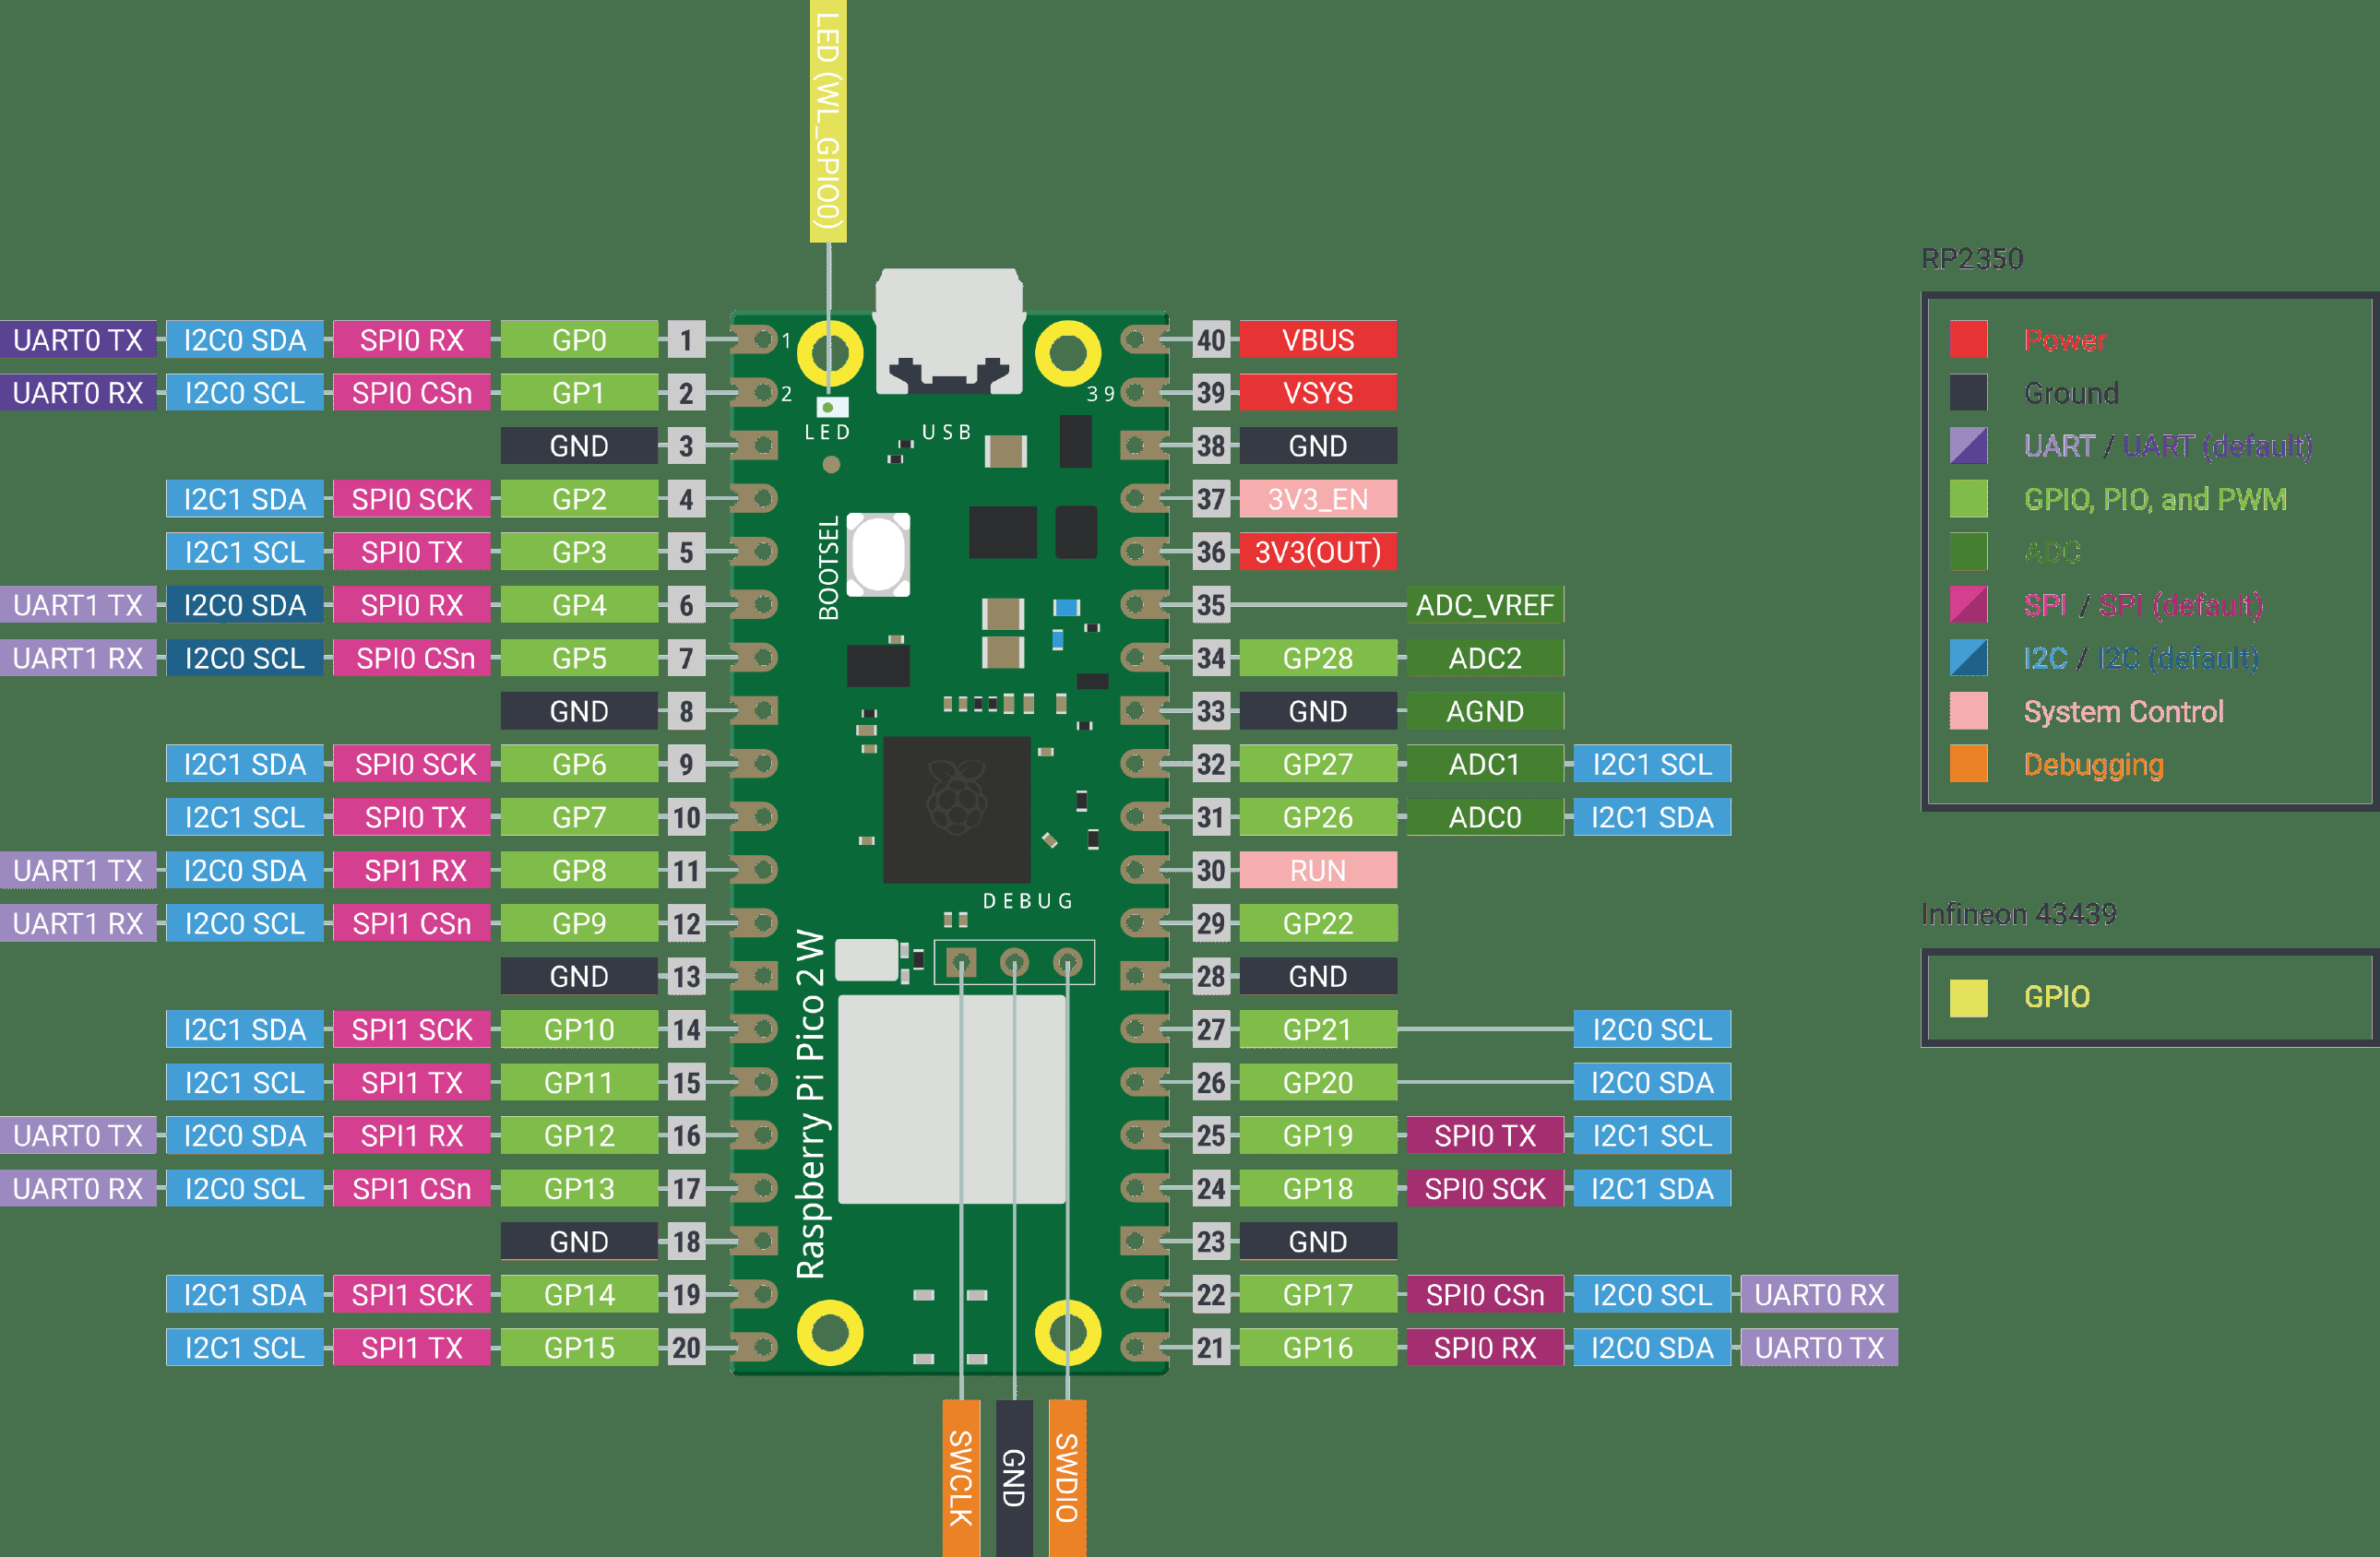 LED (WL_GPIO0)
UART0 TX I2C0 SDA SPI0 RX GP0 1 1 40 VBUS
UART0 RX I2C0 SCL SPI0 CSn GP1 2 2 39 39 VSYS
LED USB
GND 3 38 GND
I2C1 SDA SPI0 SCK GP2 4 37 3V3_EN
BOOTSEL
I2C1 SCL SPI0 TX GP3 5 36 3V3(OUT)
UART1 TX I2C0 SDA SPI0 RX GP4 6 35 ADC_VREF
UART1 RX I2C0 SCL SPI0 CSn GP5 7 34 GP28 ADC2
GND 8 33 GND AGND
I2C1 SDA SPI0 SCK GP6 9 32 GP27 ADC1 I2C1 SCL
I2C1 SCL SPI0 TX GP7 10 31 GP26 ADC0 I2C1 SDA
UART1 TX I2C0 SDA SPI1 RX GP8 11 30 RUN
DEBUG
UART1 RX I2C0 SCL SPI1 CSn GP9 12 29 GP22
GND 13 28 GND
I2C1 SDA SPI1 SCK GP10 14 27 GP21 I2C0 SCL
I2C1 SCL SPI1 TX GP11 15 26 GP20 I2C0 SDA
Raspberry Pi Pico 2 W
UART0 TX I2C0 SDA SPI1 RX GP12 16 25 GP19 SPI0 TX I2C1 SCL
UART0 RX I2C0 SCL SPI1 CSn GP13 17 24 GP18 SPI0 SCK I2C1 SDA
GND 18 23 GND
I2C1 SDA SPI1 SCK GP14 19 22 GP17 SPI0 CSn I2C0 SCL UART0 RX
I2C1 SCL SPI1 TX GP15 20 21 GP16 SPI0 RX I2C0 SDA UART0 TX
SWCLK
GND
SWDIO
RP2350
Power
Ground
UART / UART (default)
GPIO, PIO, and PWM
ADC
SPI / SPI (default)
I2C / I2C (default)
System Control
Debugging
Infineon 43439
GPIO